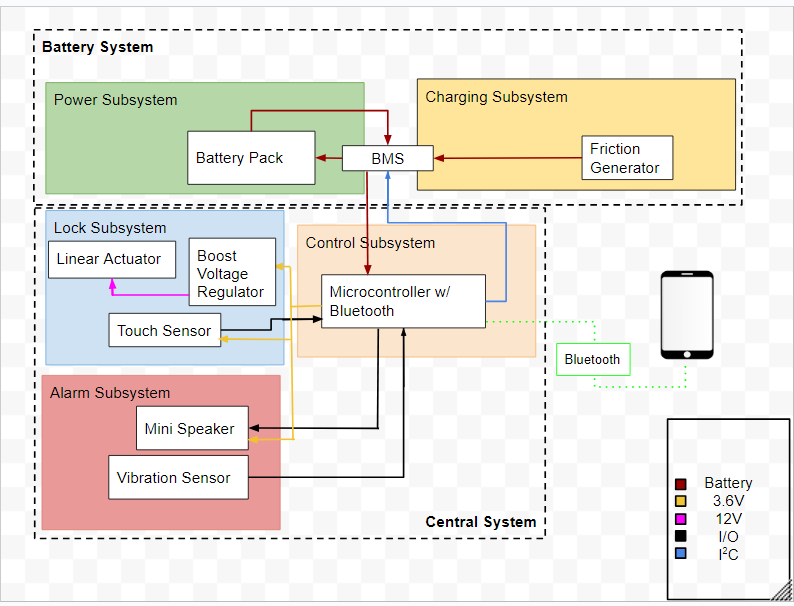 Battery System
Power Subsystem
Charging Subsystem
Battery Pack
BMS
Friction
Generator
Lock Subsystem
Linear Actuator
Boost
Voltage
Regulator
Touch Sensor
Control Subsystem
Microcontroller w/
Bluetooth
Bluetooth
Alarm Subsystem
Mini Speaker
Vibration Sensor
Central System
Battery
3.6V
12V
I/O
I²C